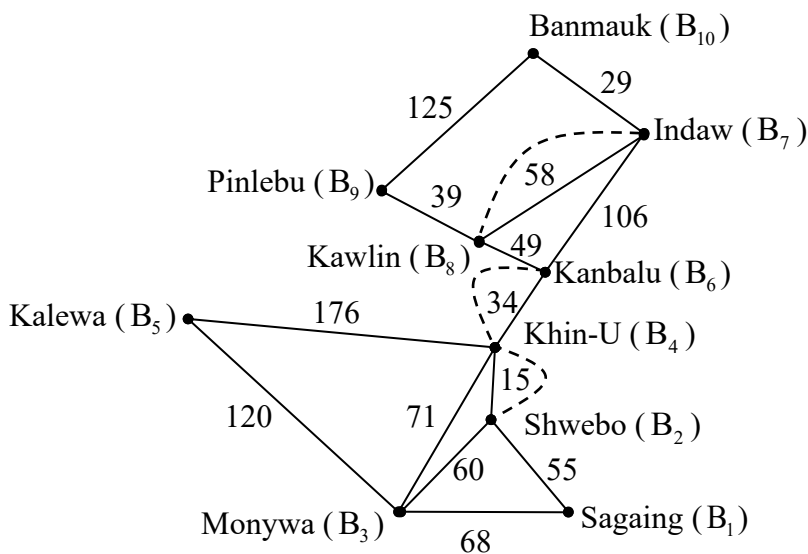 Banmauk (B₁₀)
29
125
Indaw (B₇)
58
Pinlebu (B₉)
39
106
49
Kawlin (B₈)
Kanbalu (B₆)
34
176
Kalewa (B₅)
Khin-U (B₄)
15
120
71
Shwebo (B₂)
60
55
Monywa (B₃)
Sagaing (B₁)
68